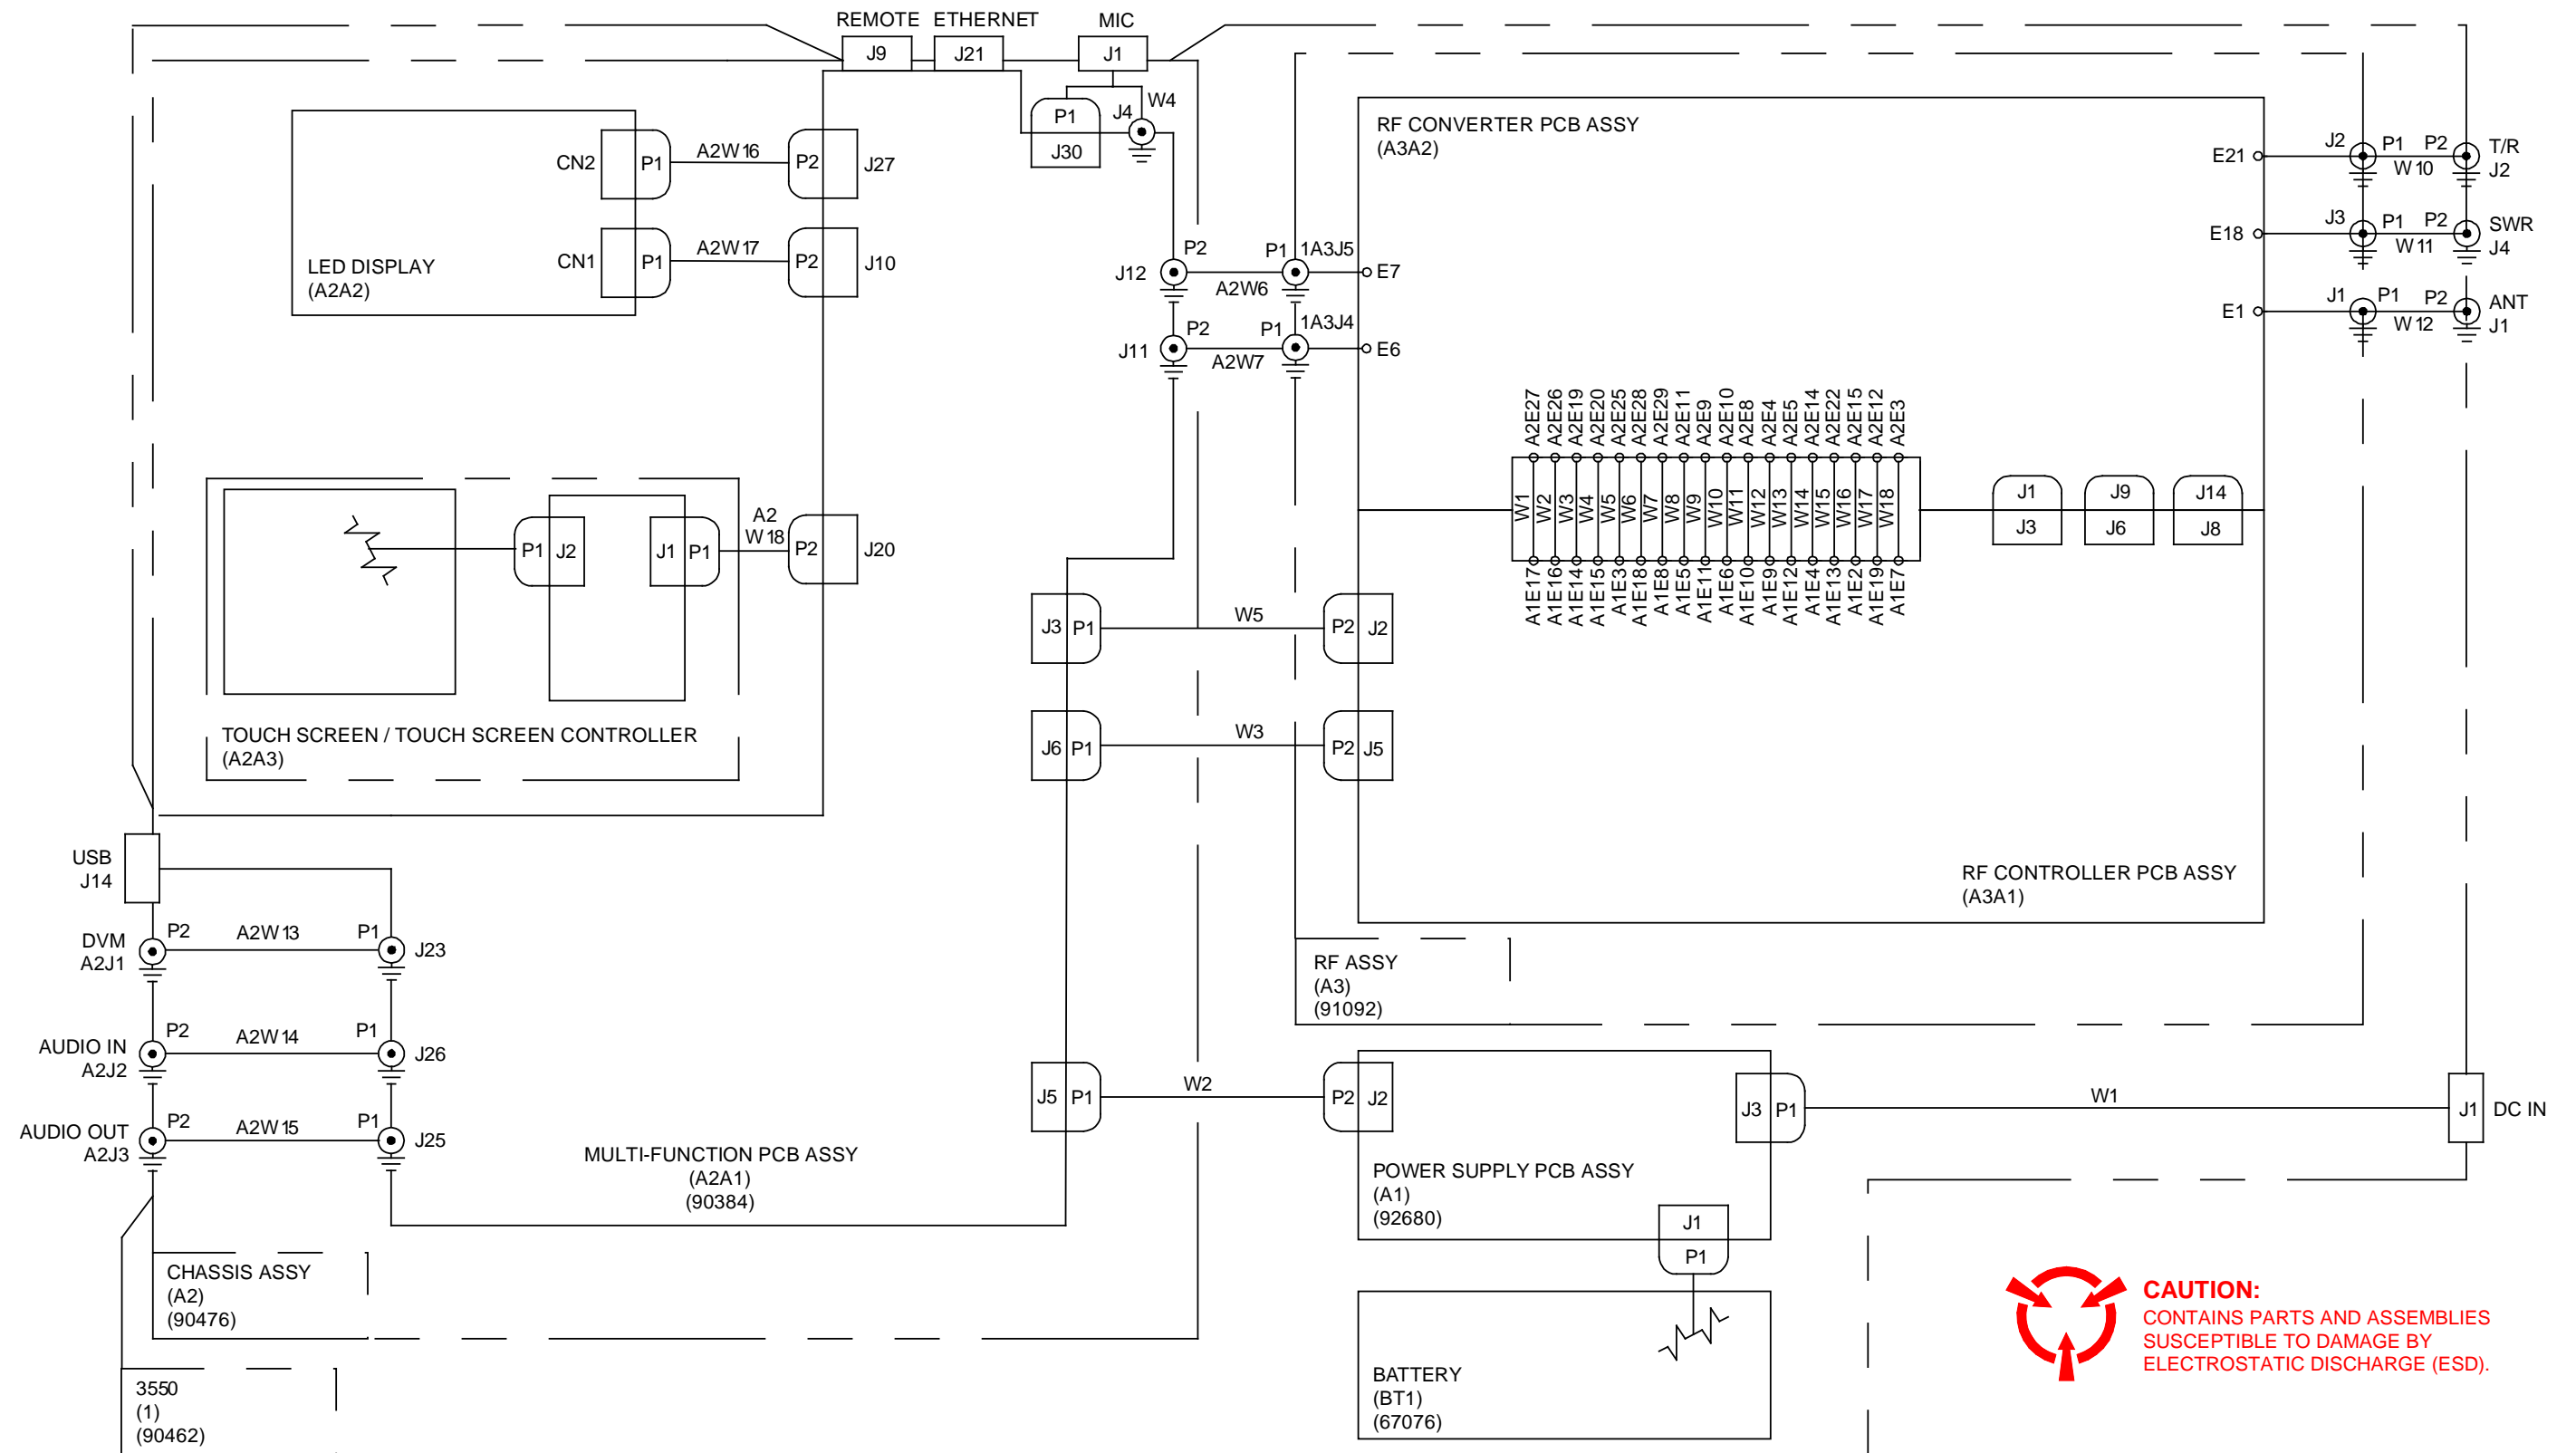 REMOTE ETHERNET
MIC
J9
J21
J1
P1
J30
J4
W4
LED DISPLAY
(A2A2)
CN2
P1
A2W16
P2
J27
CN1
P1
A2W17
P2
J10
TOUCH SCREEN / TOUCH SCREEN CONTROLLER
(A2A3)
P1
J2
J1
P1
A2
W18
P2
J20
J12
P2
A2W6
P1
1A3J5
E7
J11
P2
A2W7
P1
1A3J4
E6
RF CONVERTER PCB ASSY
(A3A2)
E21
J2
P1
W10
P2
T/R
J2
E18
J3
P1
W11
P2
SWR
J4
E1
J1
P1
W12
P2
ANT
J1
A2E27
A2E26
A2E19
A2E20
A2E25
A2E28
A2E29
A2E11
A2E9
A2E10
A2E8
A2E4
A2E5
A2E14
A2E22
A2E15
A2E12
A2E3
W1
W2
W3
W4
W5
W6
W7
W8
W9
W10
W11
W12
W13
W14
W15
W16
W17
W18
A1E17
A1E16
A1E14
A1E15
A1E3
A1E18
A1E8
A1E5
A1E11
A1E6
A1E10
A1E9
A1E12
A1E4
A1E13
A1E2
A1E19
A1E7
J1
J3
J9
J6
J14
J8
J3
P1
W5
P2
J2
J6
P1
W3
P2
J5
RF CONTROLLER PCB ASSY
(A3A1)
RF ASSY
(A3)
(91092)
USB
J14
DVM
A2J1
P2
A2W13
P1
J23
AUDIO IN
A2J2
P2
A2W14
P1
J26
AUDIO OUT
A2J3
P2
A2W15
P1
J25
MULTI-FUNCTION PCB ASSY
(A2A1)
(90384)
J5
P1
W2
P2
J2
J3
P1
W1
J1
DC IN
POWER SUPPLY PCB ASSY
(A1)
(92680)
J1
P1
BATTERY
(BT1)
(67076)
CHASSIS ASSY
(A2)
(90476)
3550
(1)
(90462)
CAUTION:
CONTAINS PARTS AND ASSEMBLIES
SUSCEPTIBLE TO DAMAGE BY
ELECTROSTATIC DISCHARGE (ESD).